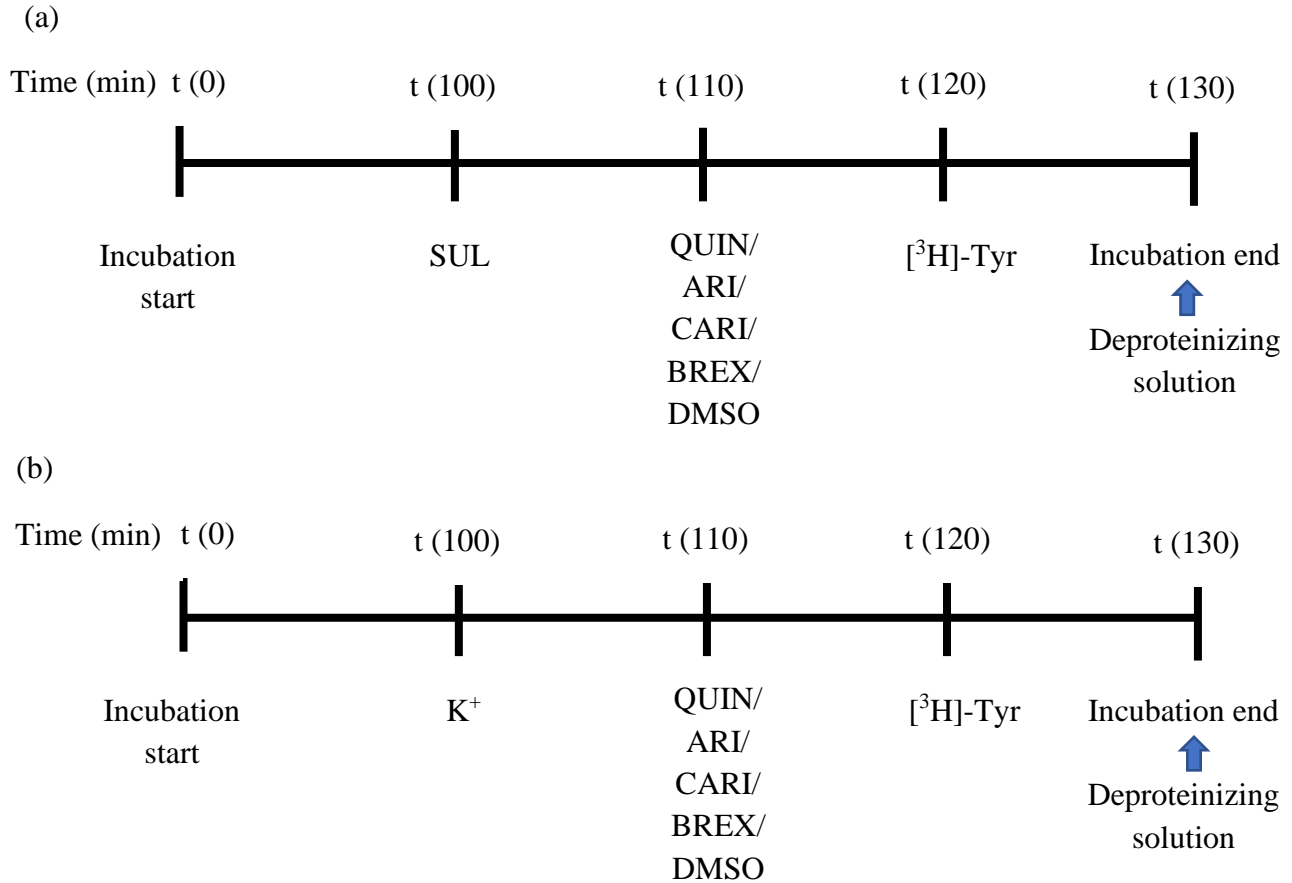 (a)
Time (min) t (0) t (100) t (110) t (120) t (130)
Incubation start SUL QUIN/ ARI/ CARI/ BREX/ DMSO [³H]-Tyr Incubation end
Deproteinizing solution
(b)
Time (min) t (0) t (100) t (110) t (120) t (130)
Incubation start K⁺ QUIN/ ARI/ CARI/ BREX/ DMSO [³H]-Tyr Incubation end
Deproteinizing solution